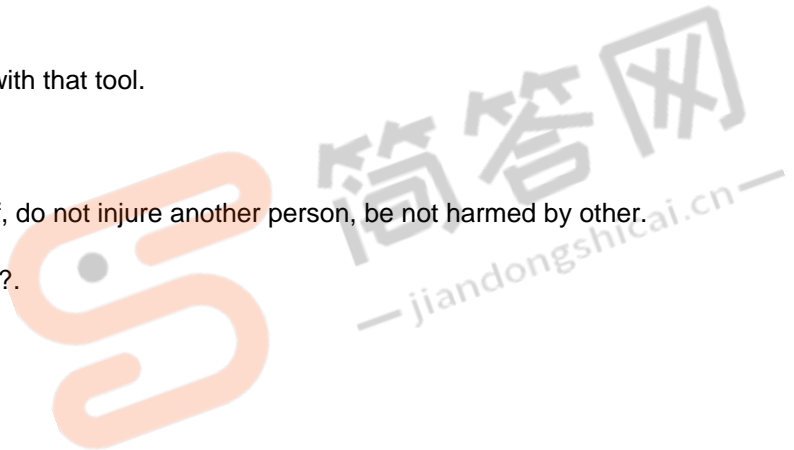 with that tool.
, do not injure another person, be not harmed by other.
?.
简答网
— jiandongshicai.cn —